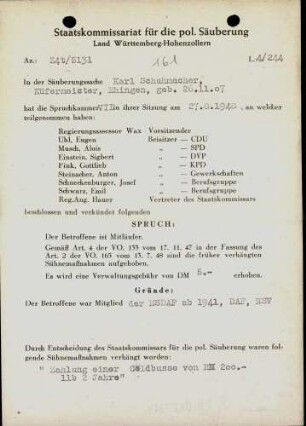 Staatskommissariat für die pol. Säuberung
Land Württemberg-Hohenzollern
Az.: 24b/5131
161
L.4/244
In der Säuberungssache Karl Schuhmacher,
Küfermeister, Ehingen, geb. 26.11.07
hat die Spruchkammer VII in ihrer Sitzung am 27.8.1948, an welcher
teilgenommen haben:
Regierungsassessor Wax Vorsitzender
Uhl, Eugen Beisitzer — CDU
Musch, Alois „ — SPD
Einstein, Sigbert „ — DVP
Fink, Gottlieb „ — KPD
Steinacher, Anton „ — Gewerkschaften
Schnekenburger, Josef „ — Berufsgruppe
Schwarz, Emil „ — Berufsgruppe
Reg.Ang. Hauer Vertreter des Staatskommissars
beschlossen und verkündet folgenden
SPRUCH:
Der Betroffene ist Mitläufer.
Gemäß Art. 4 der VO. 133 vom 17. 11. 47 in der Fassung des
Art. 2 der VO. 165 vom 13. 7. 48 sind die früher verhängten
Sühnemaßnahmen aufgehoben.
Es wird eine Verwaltungsgebühr von DM 5.- erhoben.
Gründe:
Der Betroffene war Mitglied der NSDAP ab 1941, DAF, NSV
Durch Entscheidung des Staatskommissars für die pol. Säuberung waren fol-
gende Sühnemaßnahmen verhängt worden:
" Zahlung einer Geldbusse von RM 200.-
11b 2 Jahre"